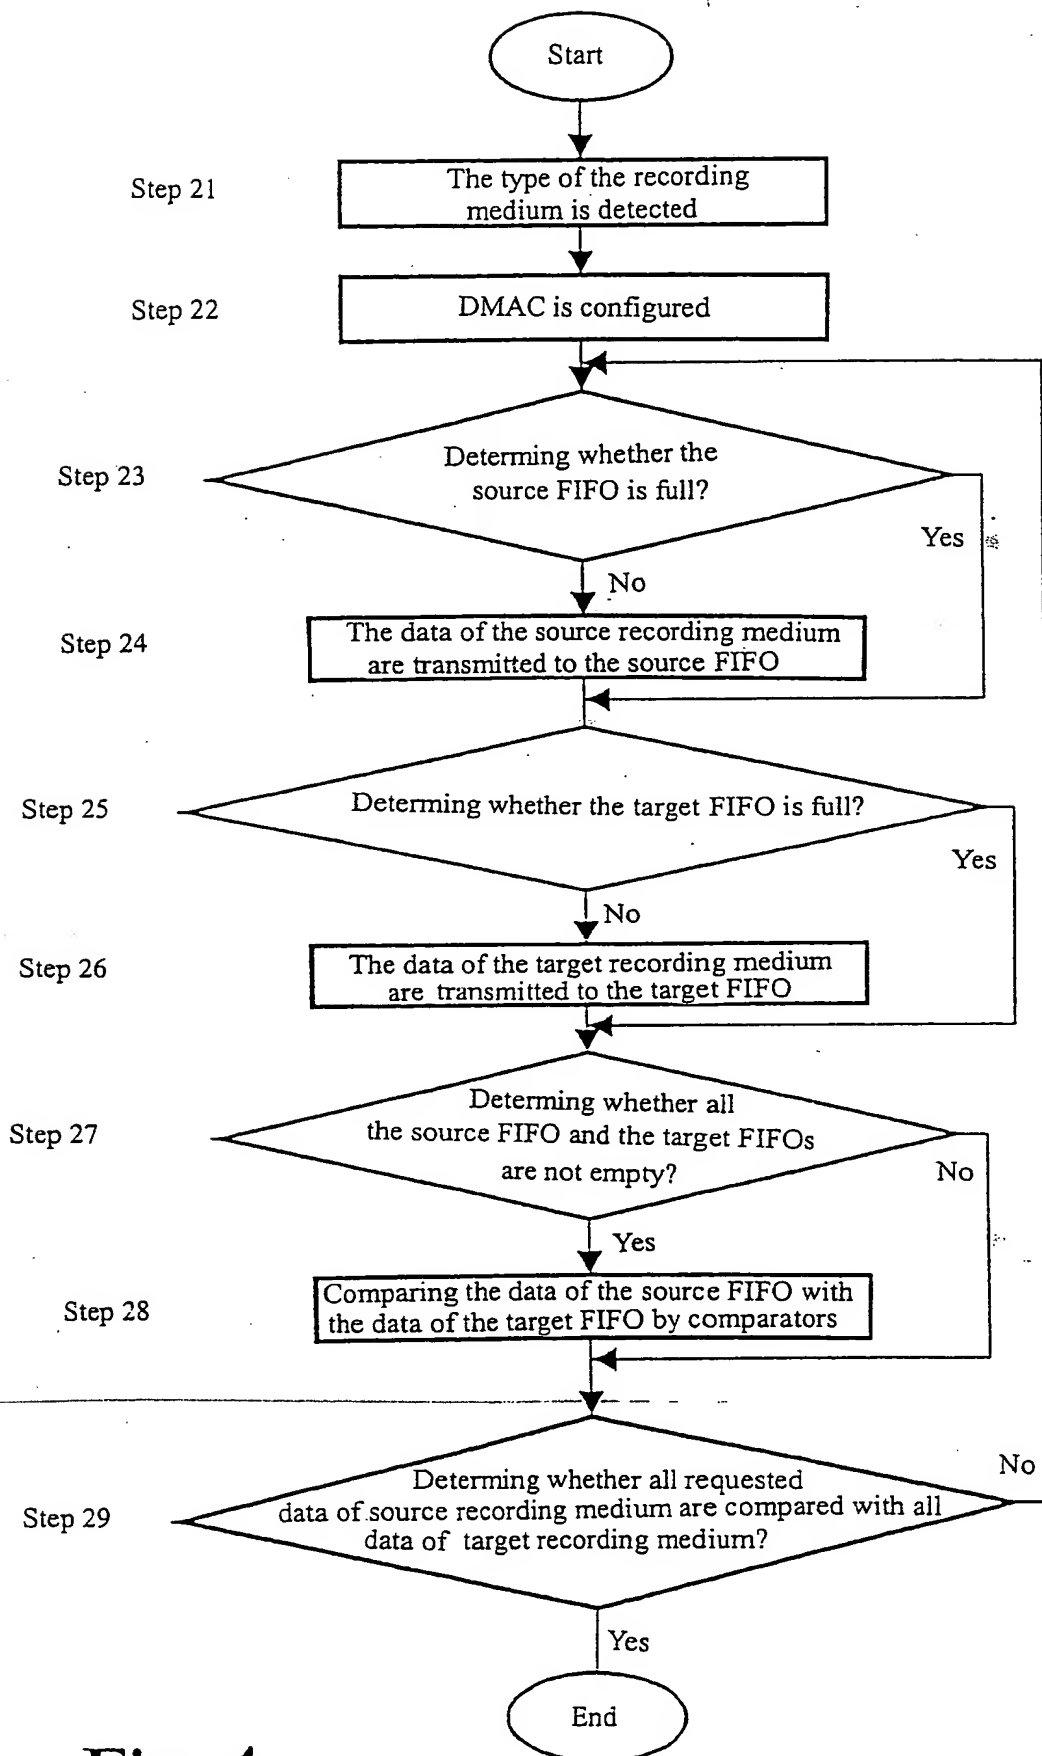 Start
Step 21
The type of the recording
medium is detected
Step 22
DMAC is configured
Step 23
Determing whether the
source FIFO is full?
Yes
No
Step 24
The data of the source recording medium
are transmitted to the source FIFO
Step 25
Determing whether the target FIFO is full?
Yes
No
Step 26
The data of the target recording medium
are transmitted to the target FIFO
Step 27
Determing whether all
the source FIFO and the target FIFOs
are not empty?
No
Yes
Step 28
Comparing the data of the source FIFO with
the data of the target FIFO by comparators
Step 29
Determing whether all requested
data of source recording medium are compared with all
data of target recording medium?
No
Yes
End